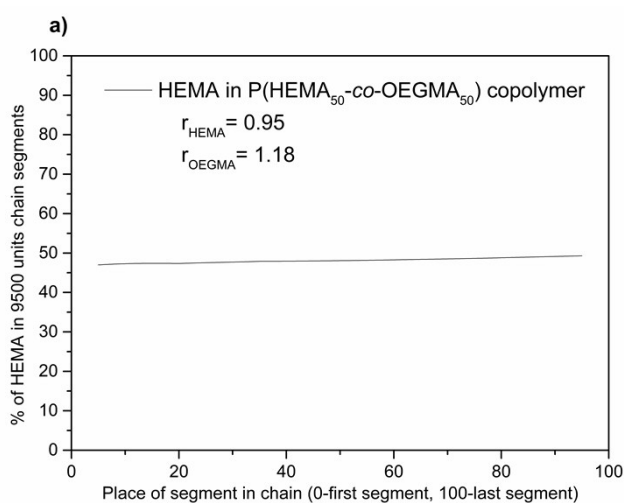 a)
% of HEMA in 9500 units chain segments
100
90
80
70
60
50
40
30
20
10
0
HEMA in P(HEMA₅₀-co-OEGMA₅₀) copolymer
r_HEMA= 0.95
r_OEGMA= 1.18
0 20 40 60 80 100
Place of segment in chain (0-first segment, 100-last segment)